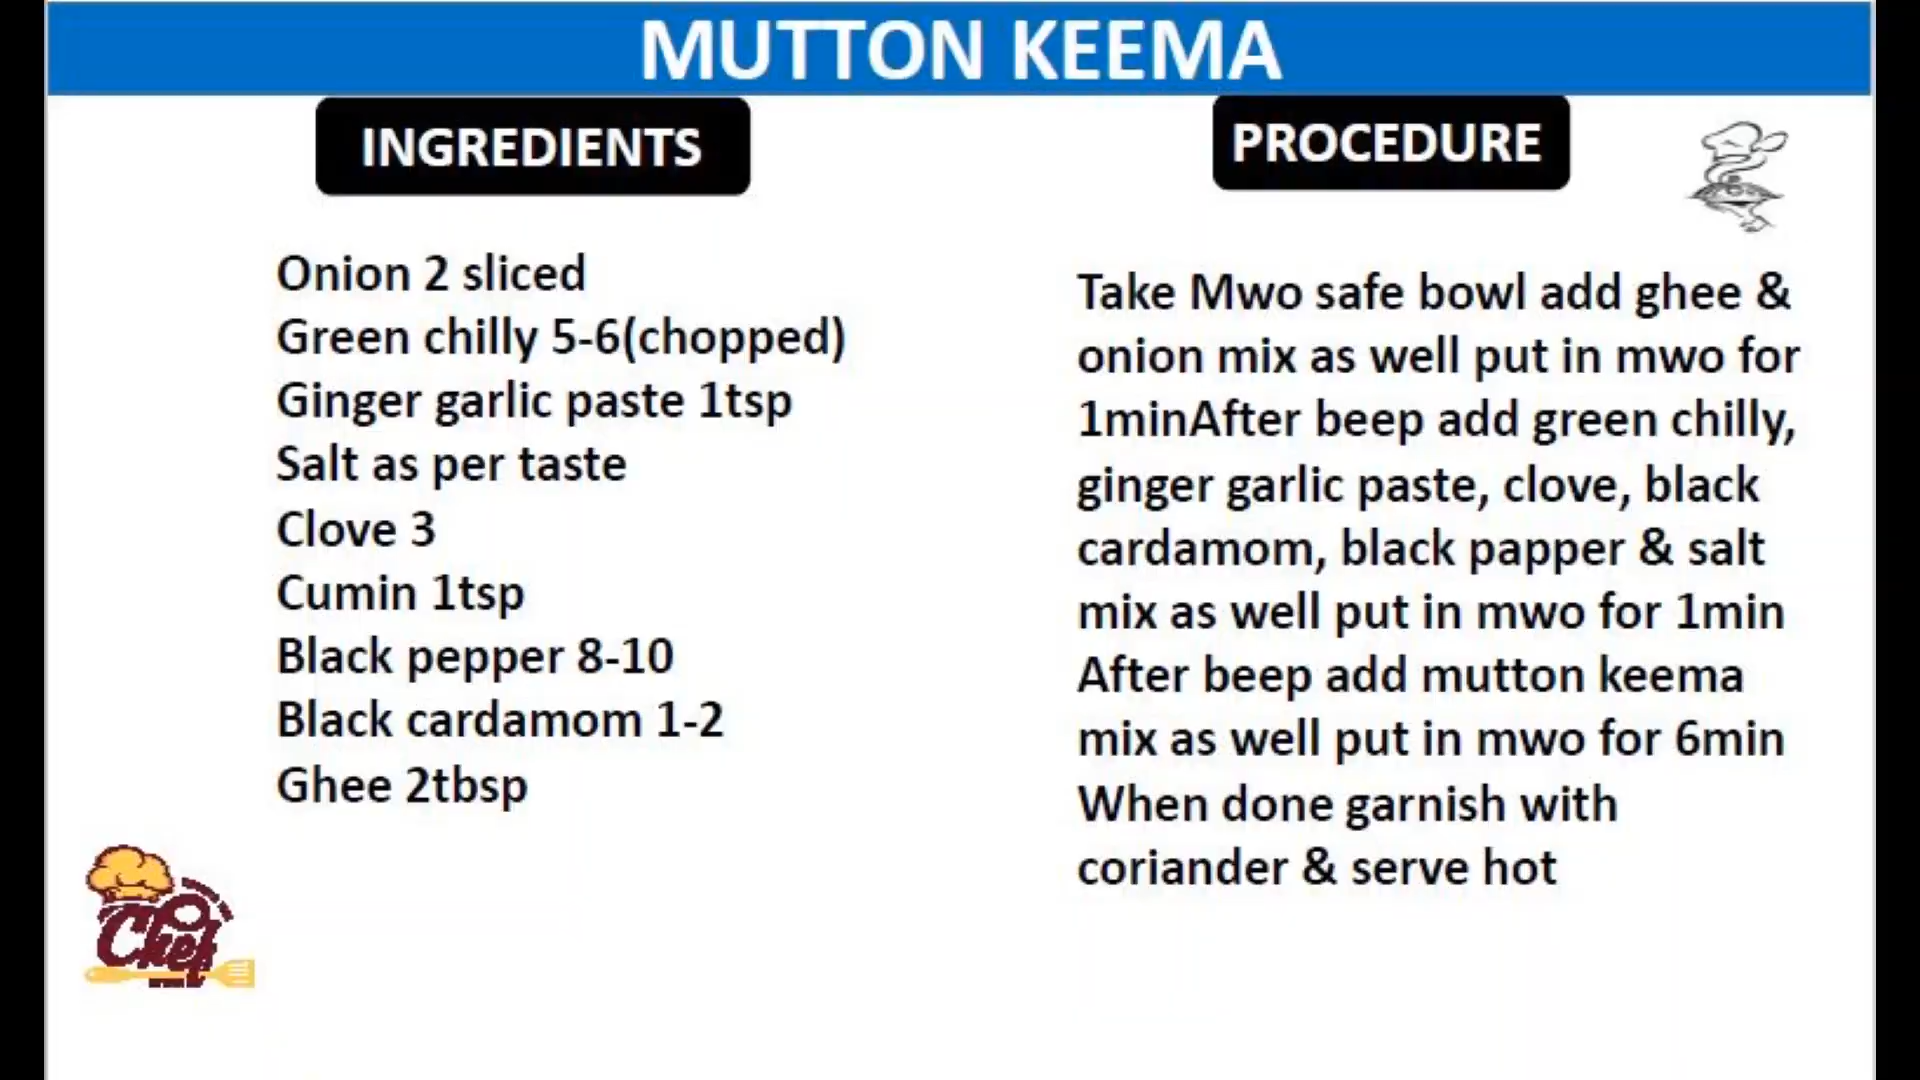 MUTTON KEEMA
INGREDIENTS
Onion 2 sliced
Green chilly 5-6(chopped)
Ginger garlic paste 1tsp
Salt as per taste
Clove 3
Cumin 1tsp
Black pepper 8-10
Black cardamom 1-2
Ghee 2tbsp
Chef
PROCEDURE
Take Mwo safe bowl add ghee &
onion mix as well put in mwo for
1minAfter beep add green chilly,
ginger garlic paste, clove, black
cardamom, black papper & salt
mix as well put in mwo for 1min
After beep add mutton keema
mix as well put in mwo for 6min
When done garnish with
coriander & serve hot